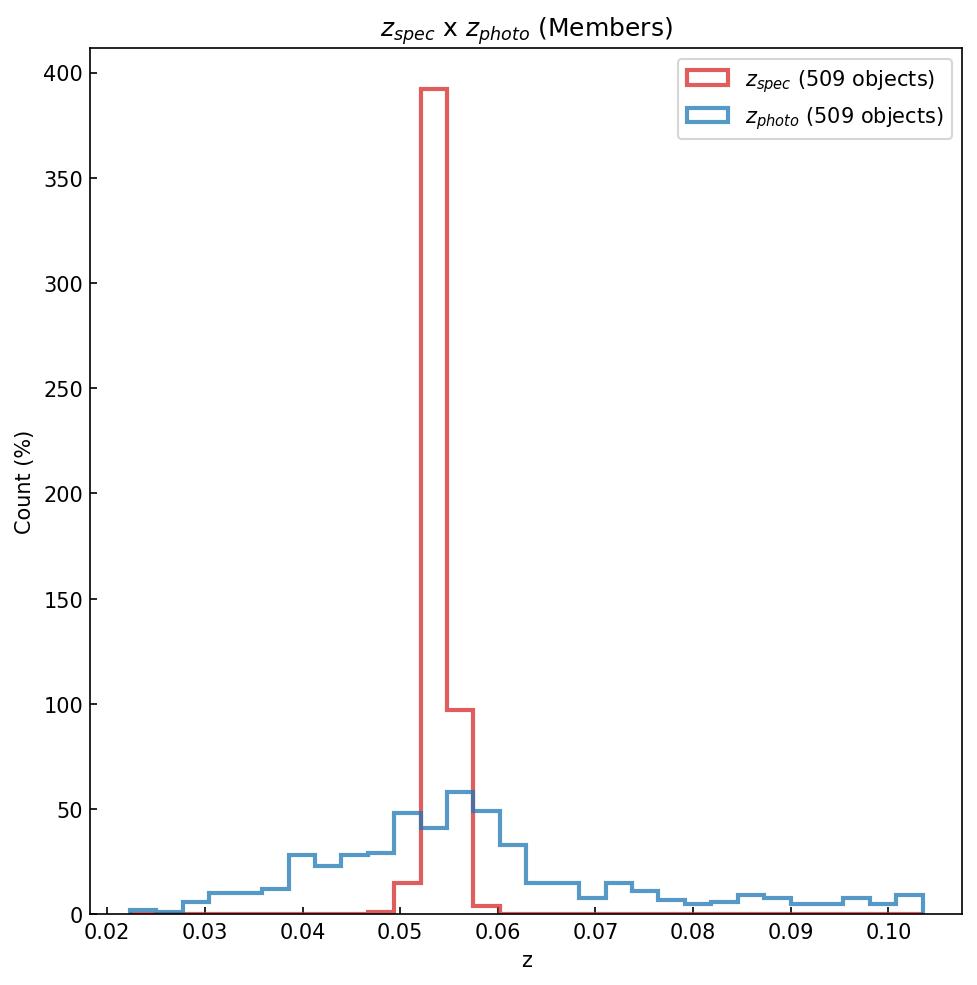 z_spec x z_photo (Members)
z_spec (509 objects)
z_photo (509 objects)
Count (%)
400
350
300
250
200
150
100
50
0
0.02 0.03 0.04 0.05 0.06 0.07 0.08 0.09 0.10
z